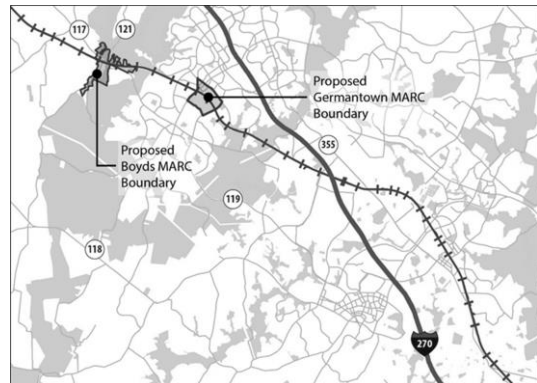 117
121
Proposed
Germantown MARC
Boundary
Proposed
Boyds MARC
Boundary
355
119
118
270